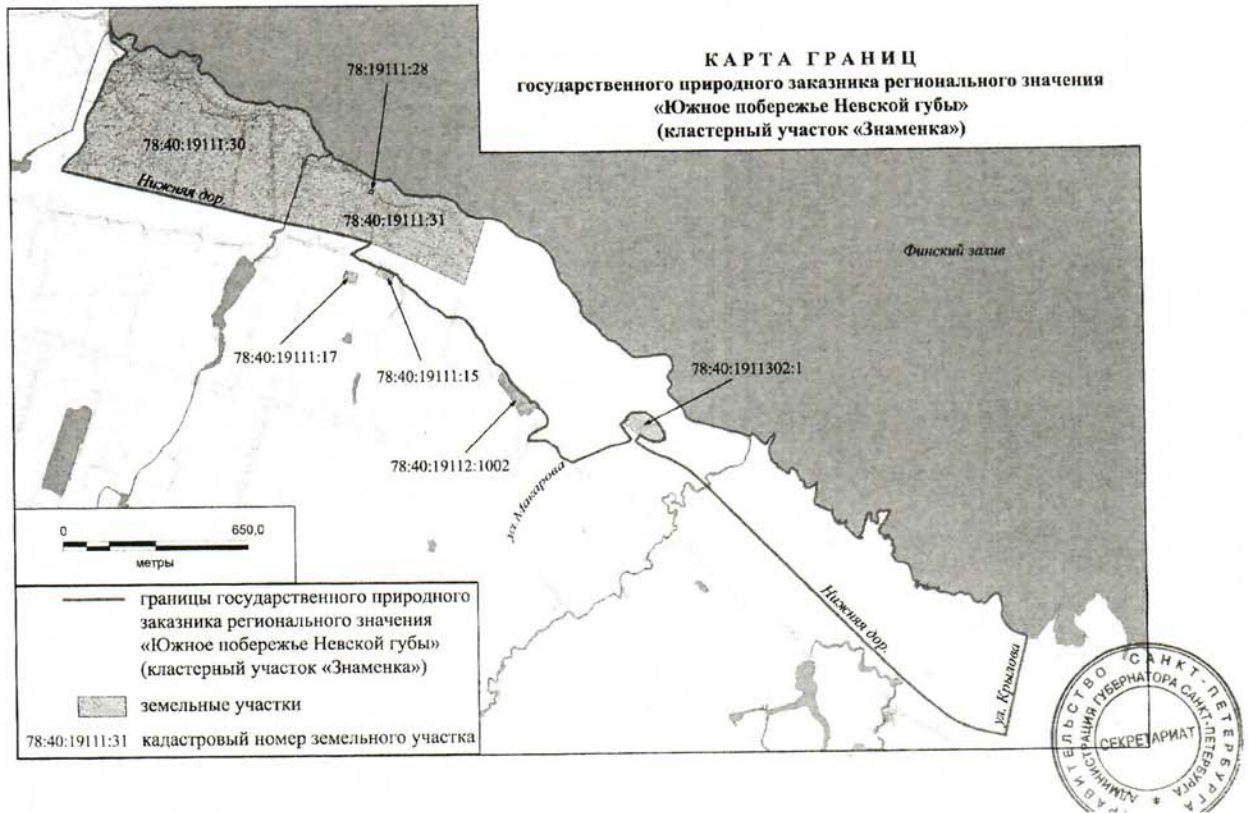 КАРТА ГРАНИЦ
государственного природного заказника регионального значения
«Южное побережье Невской губы»
(кластерный участок «Знаменка»)
78:19111:28
78:40:19111:30
Нижняя дор.
78:40:19111:31
Финский залив
78:40:19111:17
78:40:19111:15
78:40:1911302:1
78:40:19112:1002
ул. Макарова
0 650,0
метры
границы государственного природного
заказника регионального значения
«Южное побережье Невской губы»
(кластерный участок «Знаменка»)
земельные участки
78:40:19111:31 кадастровый номер земельного участка
Нижняя дор.
ул. Крылова
САНКТ-ПЕТЕРБУРГА
АДМИНИСТРАЦИЯ ГУБЕРНАТОРА САНКТ-ПЕТЕРБУРГА
СЕКРЕТАРИАТ